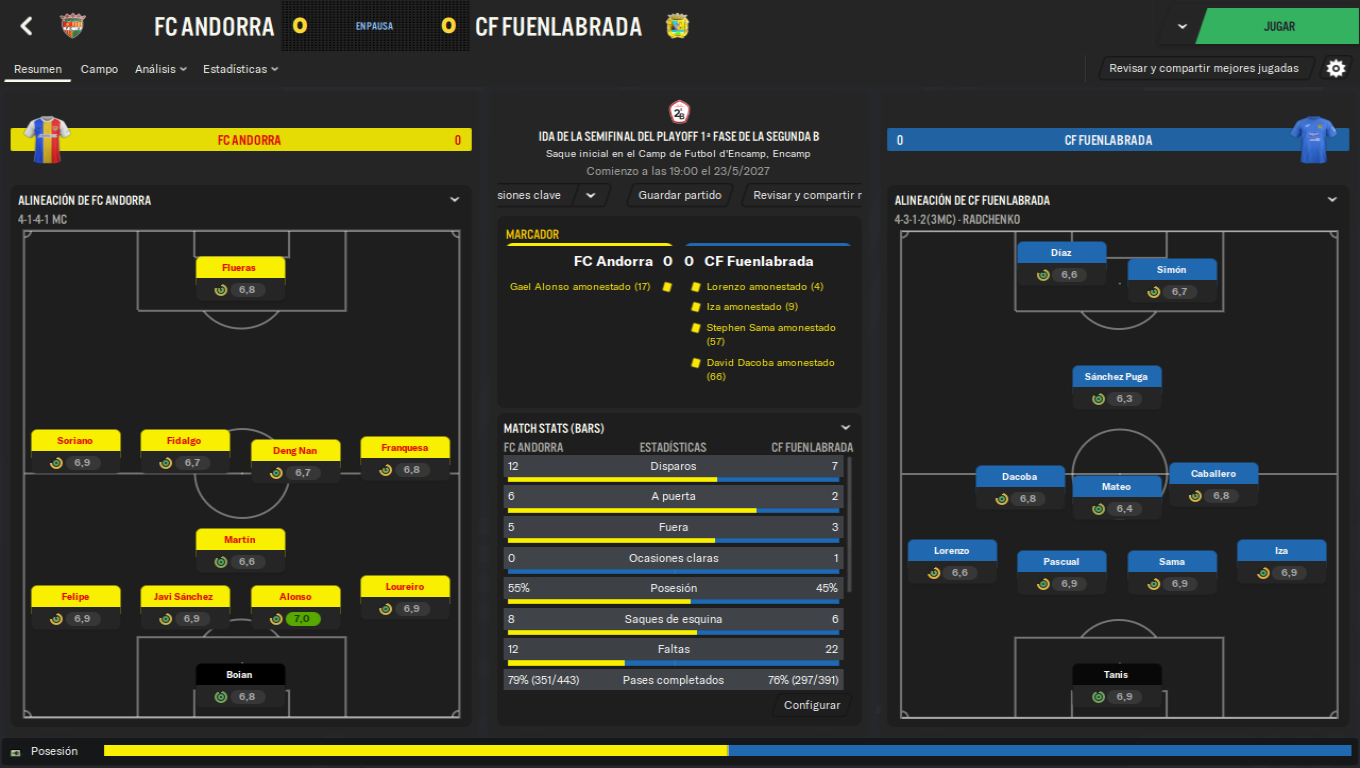 FC ANDORRA
0
EN PAUSA
0
CF FUENLABRADA
JUGAR
Resumen
Campo
Análisis
Estadísticas
Revisar y compartir mejores jugadas
FC ANDORRA
0
ALINEACIÓN DE FC ANDORRA
4-1-4-1 MC
Flueras
6,8
Soriano
6,9
Fidalgo
6,7
Deng Nan
6,7
Franquesa
6,8
Martín
6,6
Felipe
6,9
Javi Sánchez
6,9
Alonso
7,0
Loureiro
6,9
Boian
6,8
2ªB
IDA DE LA SEMIFINAL DEL PLAYOFF 1ª FASE DE LA SEGUNDA B
Saque inicial en el Camp de Futbol d'Encamp, Encamp
Comienzo a las 19:00 el 23/5/2027
siones clave
Guardar partido
Revisar y compartir r
MARCADOR
FC Andorra 0 0 CF Fuenlabrada
Gael Alonso amonestado (17)
Lorenzo amonestado (4)
Iza amonestado (9)
Stephen Sama amonestado
(57)
David Dacoba amonestado
(66)
MATCH STATS (BARS)
FC ANDORRA ESTADÍSTICAS CF FUENLABRADA
12 Disparos 7
6 A puerta 2
5 Fuera 3
0 Ocasiones claras 1
55% Posesión 45%
8 Saques de esquina 6
12 Faltas 22
79% (351/443) Pases completados 76% (297/391)
Configurar
0
CF FUENLABRADA
ALINEACIÓN DE CF FUENLABRADA
4-3-1-2(3MC) - RADCHENKO
Díaz
6,6
Simón
6,7
Sánchez Puga
6,3
Dacoba
6,8
Mateo
6,4
Caballero
6,8
Lorenzo
6,6
Pascual
6,9
Sama
6,9
Iza
6,9
Tanis
6,9
Posesión